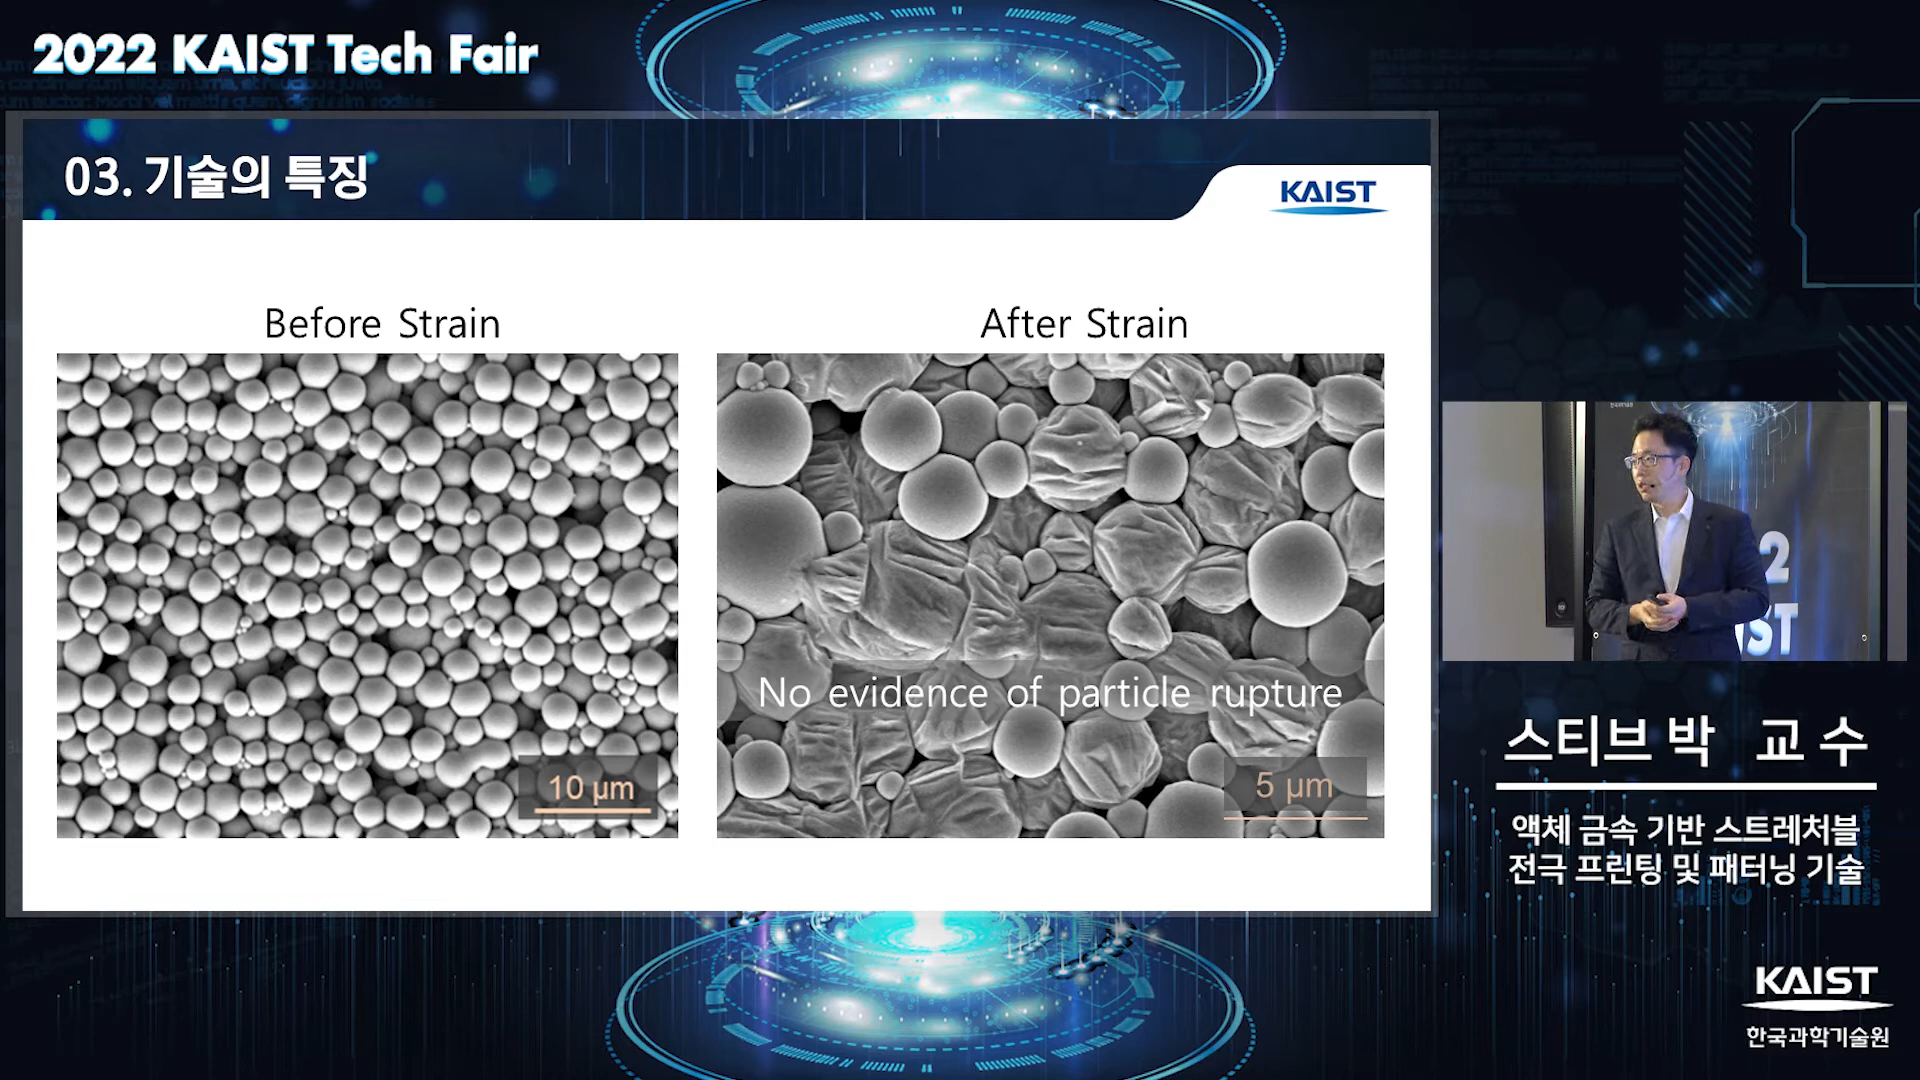 2022 KAIST Tech Fair
03. 기술의 특징
KAIST
Before Strain
After Strain
No evidence of particle rupture
10 μm
5 μm
2
IST
스티브 박 교수
액체 금속 기반 스트레처블
전극 프린팅 및 패터닝 기술
KAIST
한국과학기술원